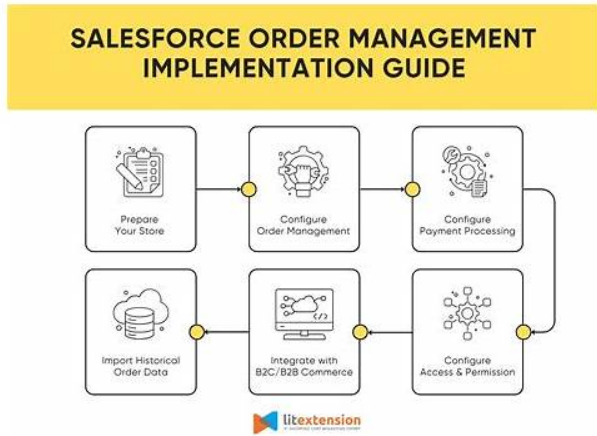 SALESFORCE ORDER MANAGEMENT
IMPLEMENTATION GUIDE
Prepare
Your Store
Configure
Order Management
Configure
Payment Processing
Configure
Access & Permission
Integrate with
B2C/B2B Commerce
Import Historical
Order Data
</>
litextension